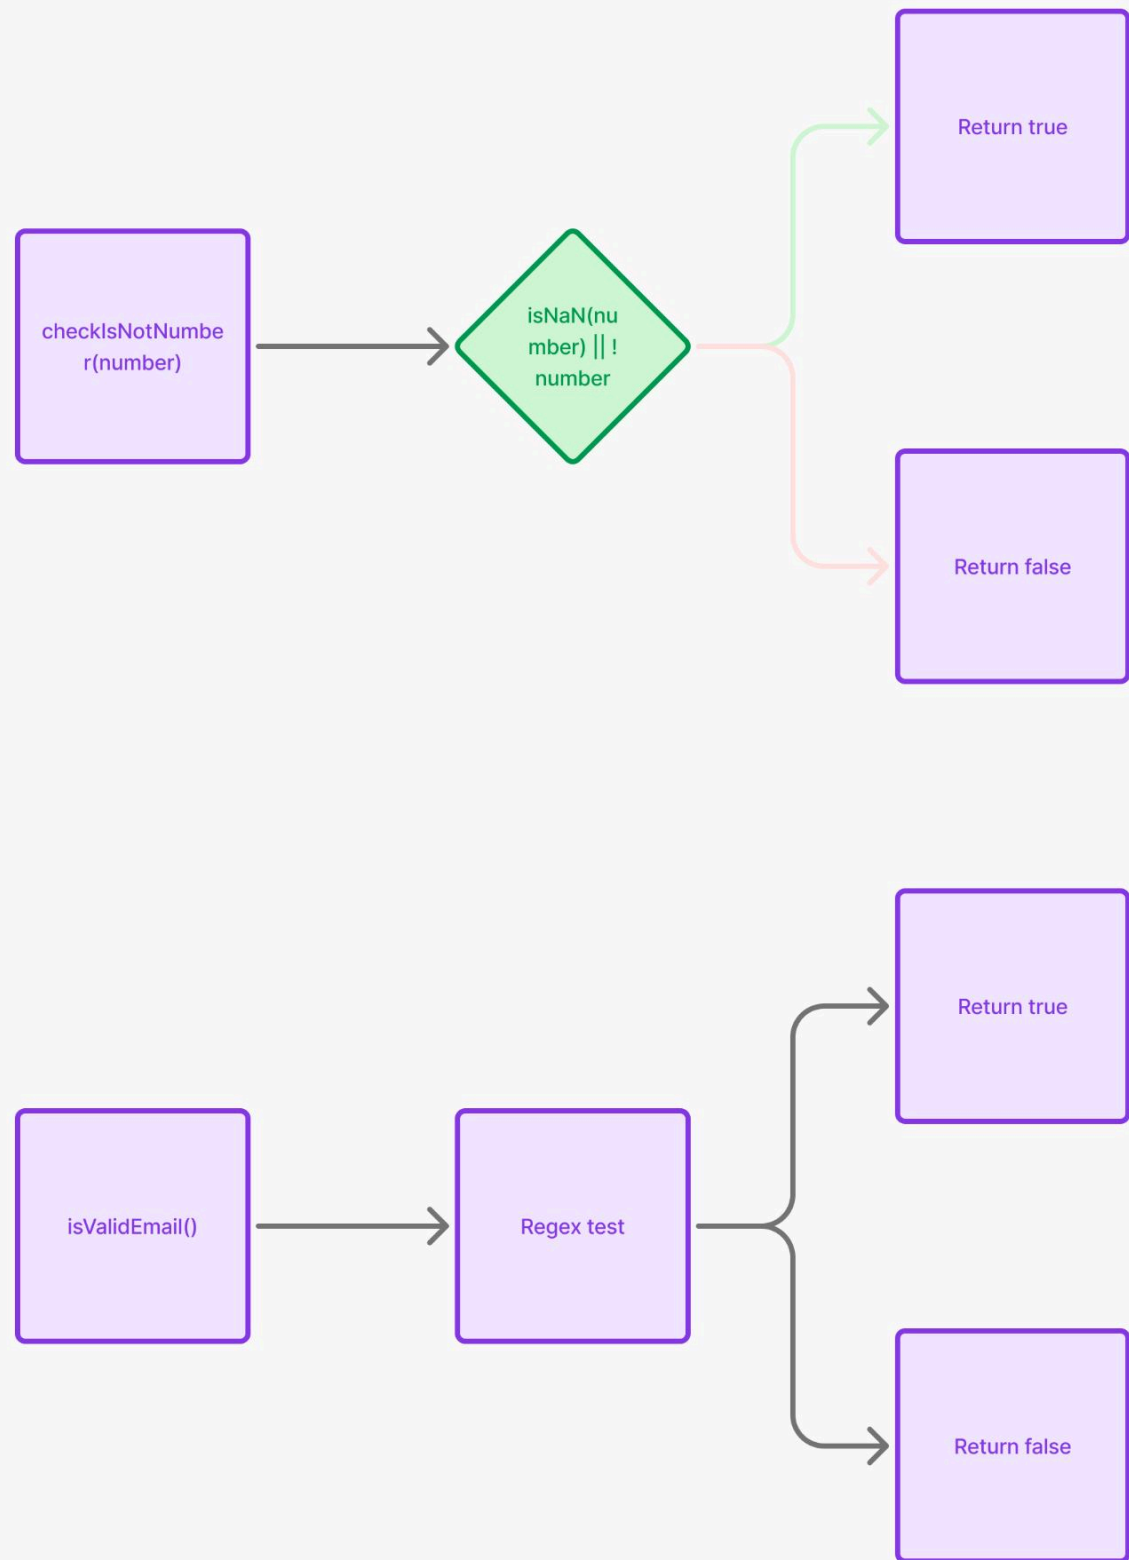 Return true
checkIsNotNumbe
r(number)
isNaN(nu
mber) || !
number
Return false
Return true
isValidEmail()
Regex test
Return false